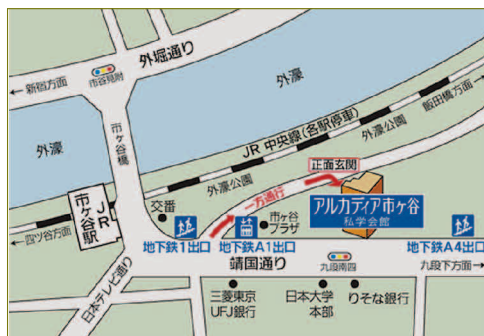 外堀通り
←新宿方面
市谷見附
外濠
外濠
飯田橋方面→
外濠公園
JR 中央線(各駅停車)
市ヶ谷橋
外濠
外濠公園
正面玄関
一方通行
アルカディア市ヶ谷
私学会館
JR
市ヶ谷駅
交番
市ヶ谷
プラザ
←四ツ谷方面
地下鉄1出口
地下鉄A1出口
地下鉄A4出口
靖国通り
九段南四
九段下方面→
日本テレビ通り
三菱東京
UFJ銀行
日本大学
本部
りそな銀行